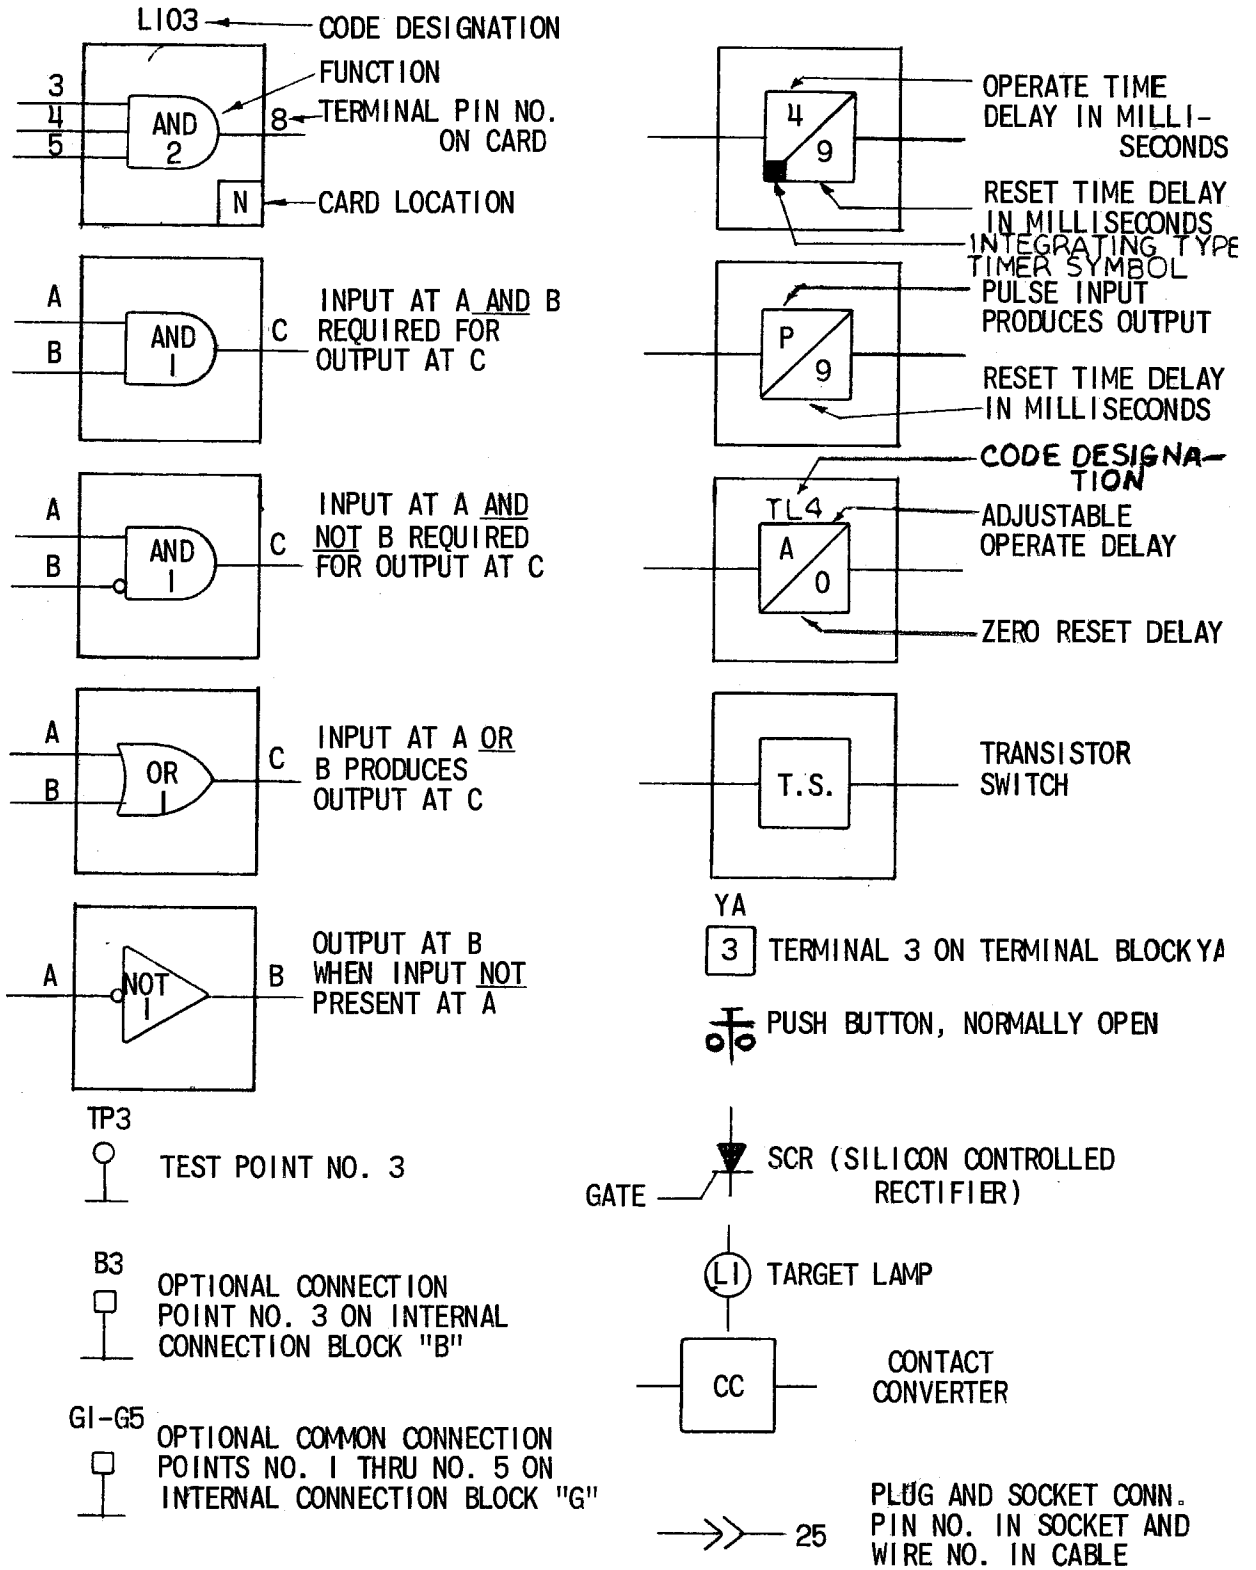 L103
CODE DESIGNATION
FUNCTION
3
4
5
AND
2
8
TERMINAL PIN NO.
ON CARD
N
CARD LOCATION
A
B
AND
1
C
INPUT AT A AND B
REQUIRED FOR
OUTPUT AT C
A
B
AND
1
C
INPUT AT A AND
NOT B REQUIRED
FOR OUTPUT AT C
A
B
OR
1
C
INPUT AT A OR
B PRODUCES
OUTPUT AT C
A
NOT
1
B
OUTPUT AT B
WHEN INPUT NOT
PRESENT AT A
TP3
TEST POINT NO. 3
B3
OPTIONAL CONNECTION
POINT NO. 3 ON INTERNAL
CONNECTION BLOCK "B"
G1-G5
OPTIONAL COMMON CONNECTION
POINTS NO. 1 THRU NO. 5 ON
INTERNAL CONNECTION BLOCK "G"
4
9
OPERATE TIME
DELAY IN MILLI-
SECONDS
RESET TIME DELAY
IN MILLISECONDS
INTEGRATING TYPE
TIMER SYMBOL
P
9
PULSE INPUT
PRODUCES OUTPUT
RESET TIME DELAY
IN MILLISECONDS
CODE DESIGNA-
TION
TL4
A
0
ADJUSTABLE
OPERATE DELAY
ZERO RESET DELAY
T.S.
TRANSISTOR
SWITCH
YA
3
TERMINAL 3 ON TERMINAL BLOCK YA
PUSH BUTTON, NORMALLY OPEN
GATE
SCR (SILICON CONTROLLED
RECTIFIER)
L1
TARGET LAMP
CC
CONTACT
CONVERTER
25
PLUG AND SOCKET CONN.
PIN NO. IN SOCKET AND
WIRE NO. IN CABLE